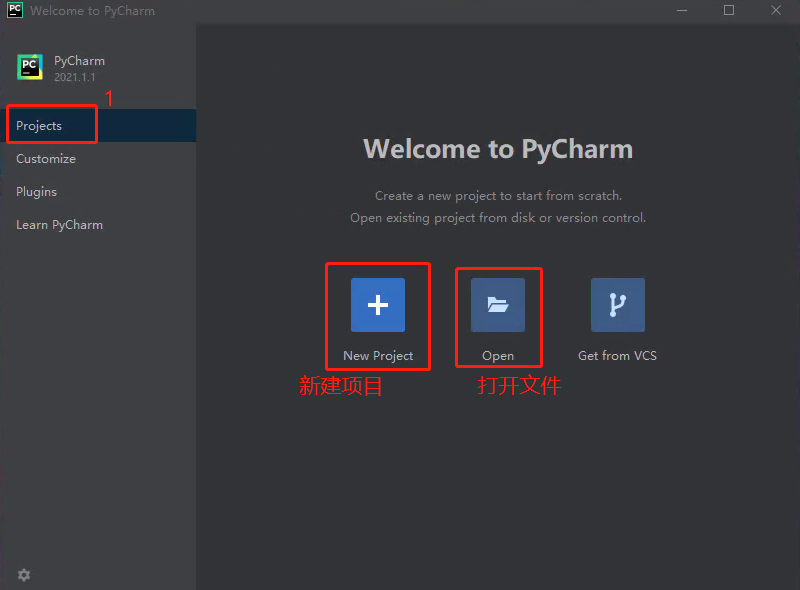 PC
Welcome to PyCharm
PC
PyCharm
2021.1.1
1
Projects
Customize
Plugins
Learn PyCharm
Welcome to PyCharm
Create a new project to start from scratch.
Open existing project from disk or version control.
New Project
Open
Get from VCS
新建项目
打开文件